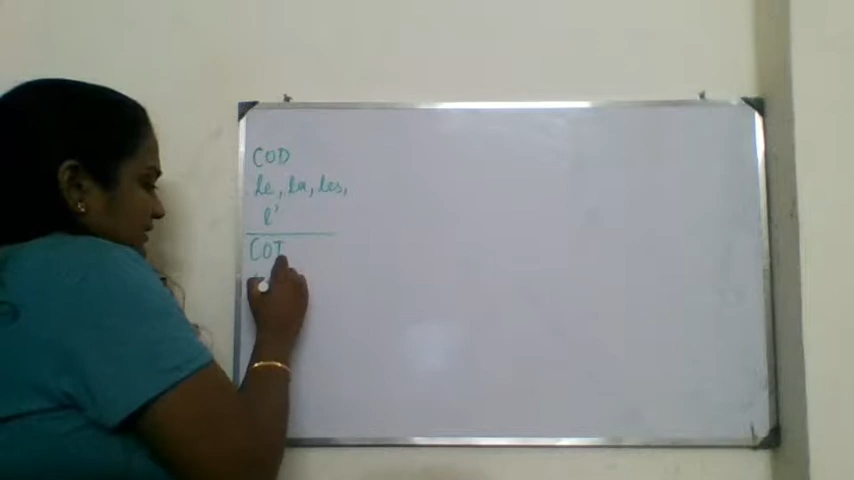 COD
le, la, les,
l'
COI